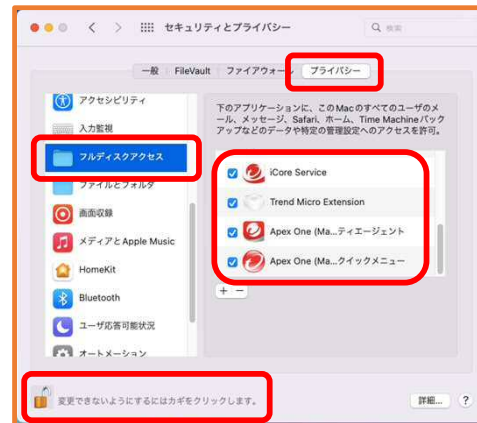 セキュリティとプライバシー
検索
一般 FileVault ファイアウォール プライバシー
アクセシビリティ
入力監視
フルディスクアクセス
ファイルとフォルダ
画面収録
メディアと Apple Music
HomeKit
Bluetooth
ユーザ応答可能状況
オートメーション
下のアプリケーションに、このMacのすべてのユーザのメ
ール、メッセージ、Safari、ホーム、Time Machineバック
アップなどのデータや特定の管理設定へのアクセスを許可。
iCore Service
Trend Micro Extension
Apex One (Ma...ティエージェント
Apex One (Ma...クイックメニュー
+ −
変更できないようにするにはカギをクリックします。
詳細... ?